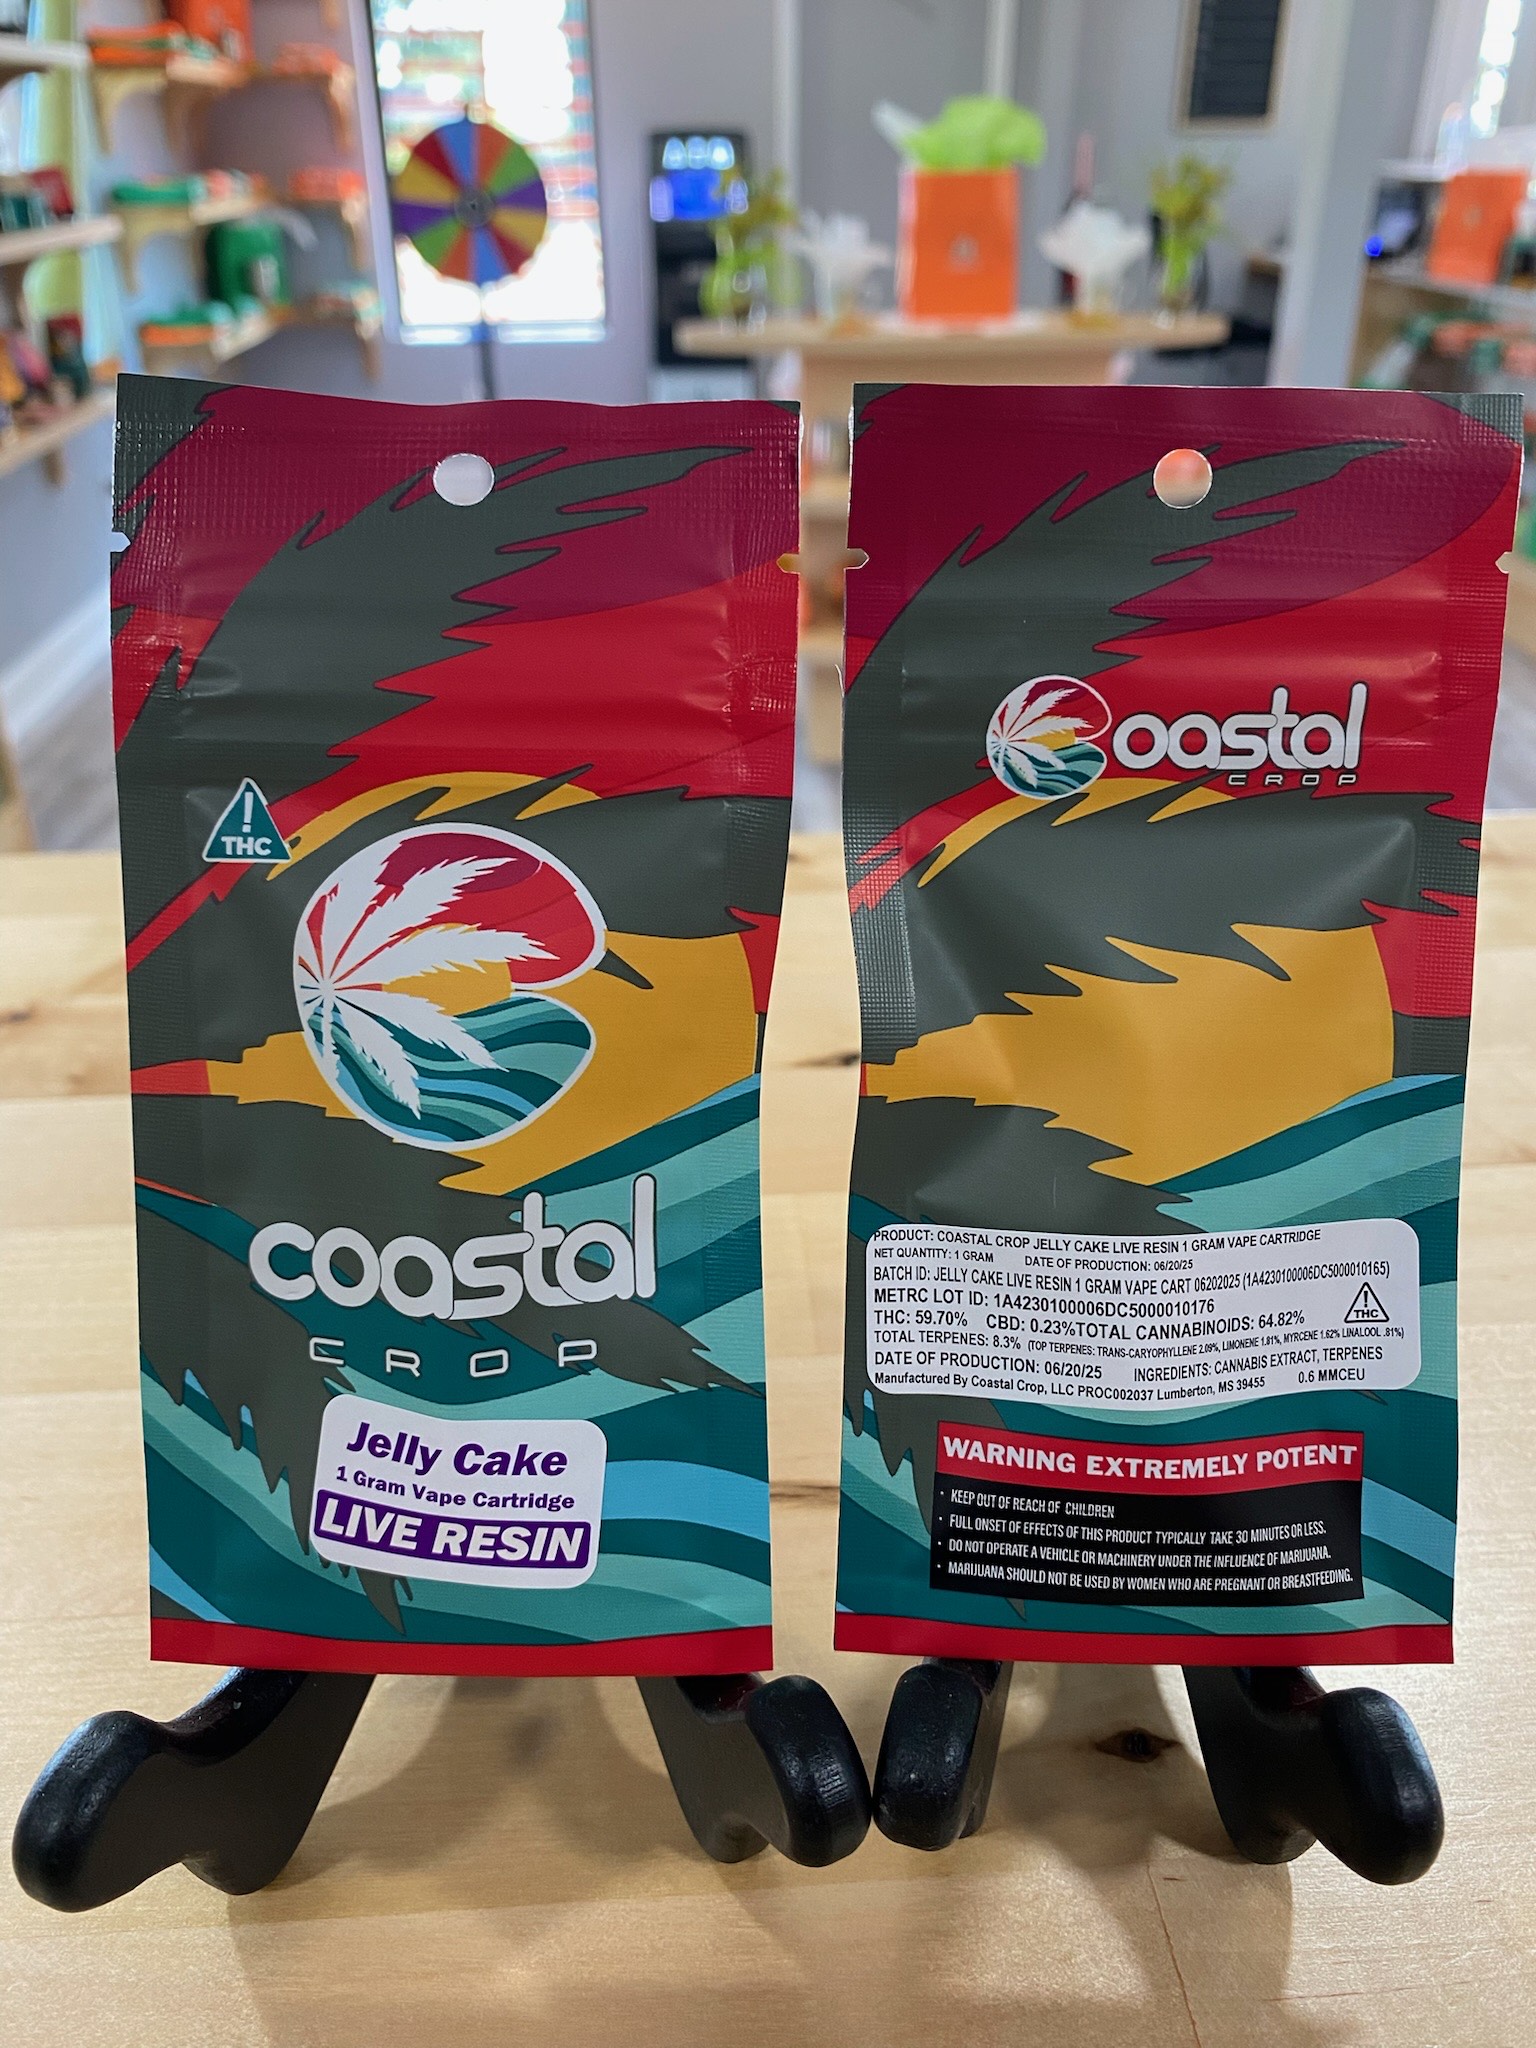 ! THC
coastal
CROP
Jelly Cake
1 Gram Vape Cartridge
LIVE RESIN
Coastal
CROP
PRODUCT: COASTAL CROP JELLY CAKE LIVE RESIN 1 GRAM VAPE CARTRIDGE
NET QUANTITY: 1 GRAM DATE OF PRODUCTION: 06/20/25
BATCH ID: JELLY CAKE LIVE RESIN 1 GRAM VAPE CART 06202025 (1A4230100006DC5000010165)
METRC LOT ID: 1A4230100006DC5000010176
! THC
THC: 59.70% CBD: 0.23%TOTAL CANNABINOIDS: 64.82%
TOTAL TERPENES: 8.3% (TOP TERPENES: TRANS-CARYOPHYLLENE 2.09%, LIMONENE 1.81%, MYRCENE 1.62% LINALOOL .81%)
DATE OF PRODUCTION: 06/20/25 INGREDIENTS: CANNABIS EXTRACT, TERPENES
Manufactured By Coastal Crop, LLC PROC002037 Lumberton, MS 39455 0.6 MMCEU
WARNING EXTREMELY POTENT
• KEEP OUT OF REACH OF CHILDREN
• FULL ONSET OF EFFECTS OF THIS PRODUCT TYPICALLY TAKE 30 MINUTES OR LESS.
• DO NOT OPERATE A VEHICLE OR MACHINERY UNDER THE INFLUENCE OF MARIJUANA.
• MARIJUANA SHOULD NOT BE USED BY WOMEN WHO ARE PREGNANT OR BREASTFEEDING.